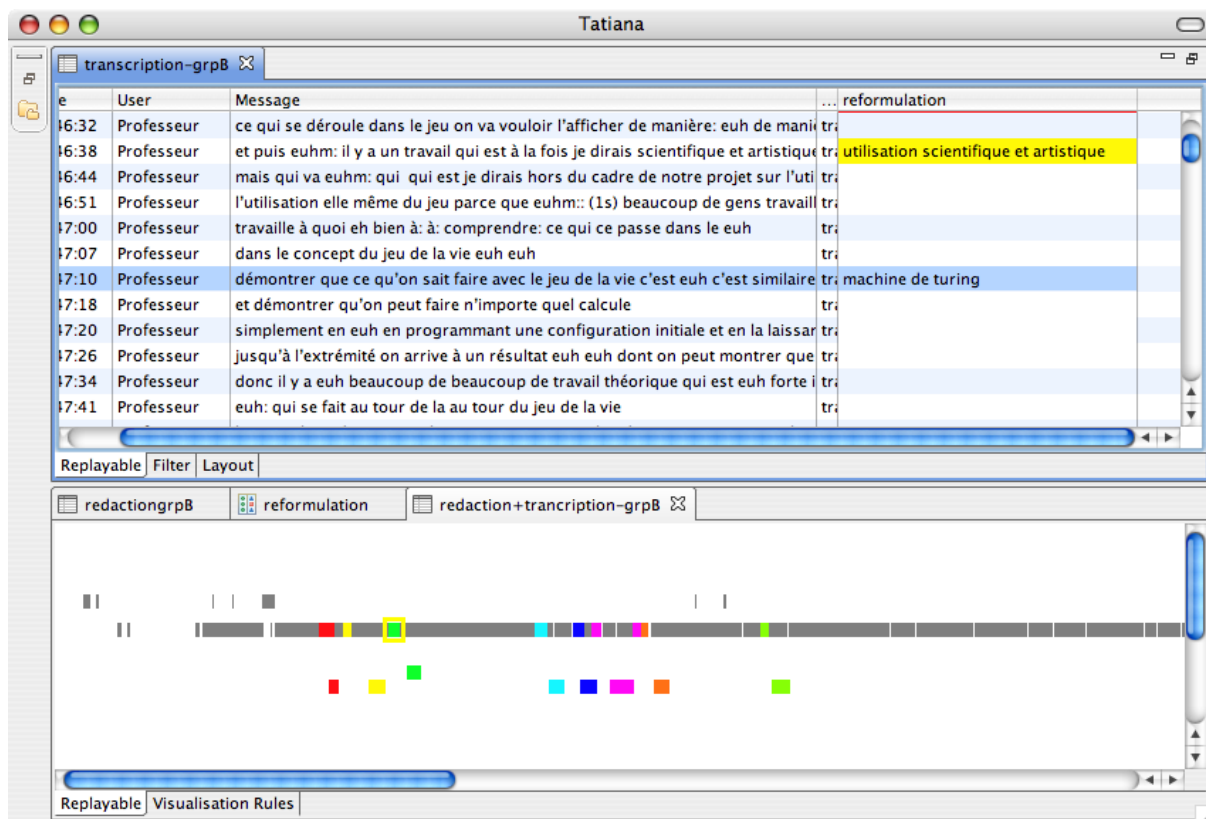 Tatiana
transcription-grpB
e User Message ... reformulation
46:32 Professeur ce qui se déroule dans le jeu on va vouloir l'afficher de manière: euh de mani
46:38 Professeur et puis euhm: il y a un travail qui est à la fois je dirais scientifique et artistique tra utilisation scientifique et artistique
46:44 Professeur mais qui va euhm: qui qui est je dirais hors du cadre de notre projet sur l'uti tra
46:51 Professeur l'utilisation elle même du jeu parce que euhm:: (1s) beaucoup de gens travaill tra
47:00 Professeur travaille à quoi eh bien à: à: comprendre: ce qui ce passe dans le euh tra
47:07 Professeur dans le concept du jeu de la vie euh euh tra
47:10 Professeur démontrer que ce qu'on sait faire avec le jeu de la vie c'est euh c'est similaire tra machine de turing
47:18 Professeur et démontrer qu'on peut faire n'importe quel calcule tra
47:20 Professeur simplement en euh en programmant une configuration initiale et en la laissar tra
47:26 Professeur jusqu'à l'extrémité on arrive à un résultat euh euh dont on peut montrer que tra
47:34 Professeur donc il y a euh beaucoup de beaucoup de travail théorique qui est euh forte i tra
47:41 Professeur euh: qui se fait au tour de la au tour du jeu de la vie tra
Replayable Filter Layout
redactiongrpB reformulation redaction+trancription-grpB
Replayable Visualisation Rules